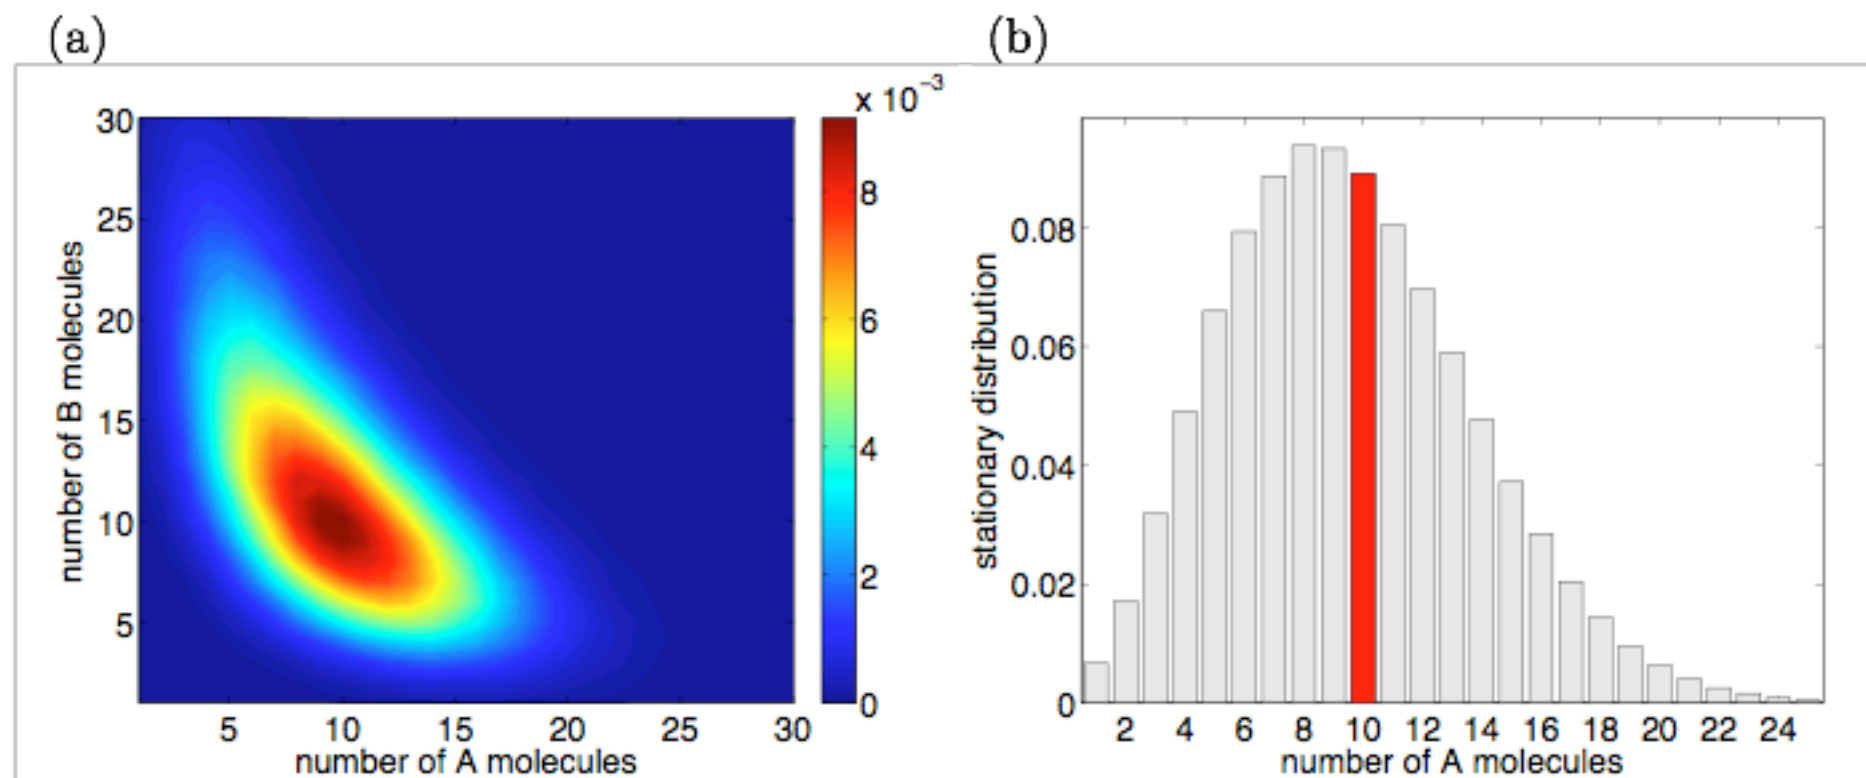 (a)
(b)
x 10⁻³
30
25
20
15
10
5
number of B molecules
5 10 15 20 25 30
number of A molecules
8
6
4
2
0
stationary distribution
0.08
0.06
0.04
0.02
0
2 4 6 8 10 12 14 16 18 20 22 24
number of A molecules